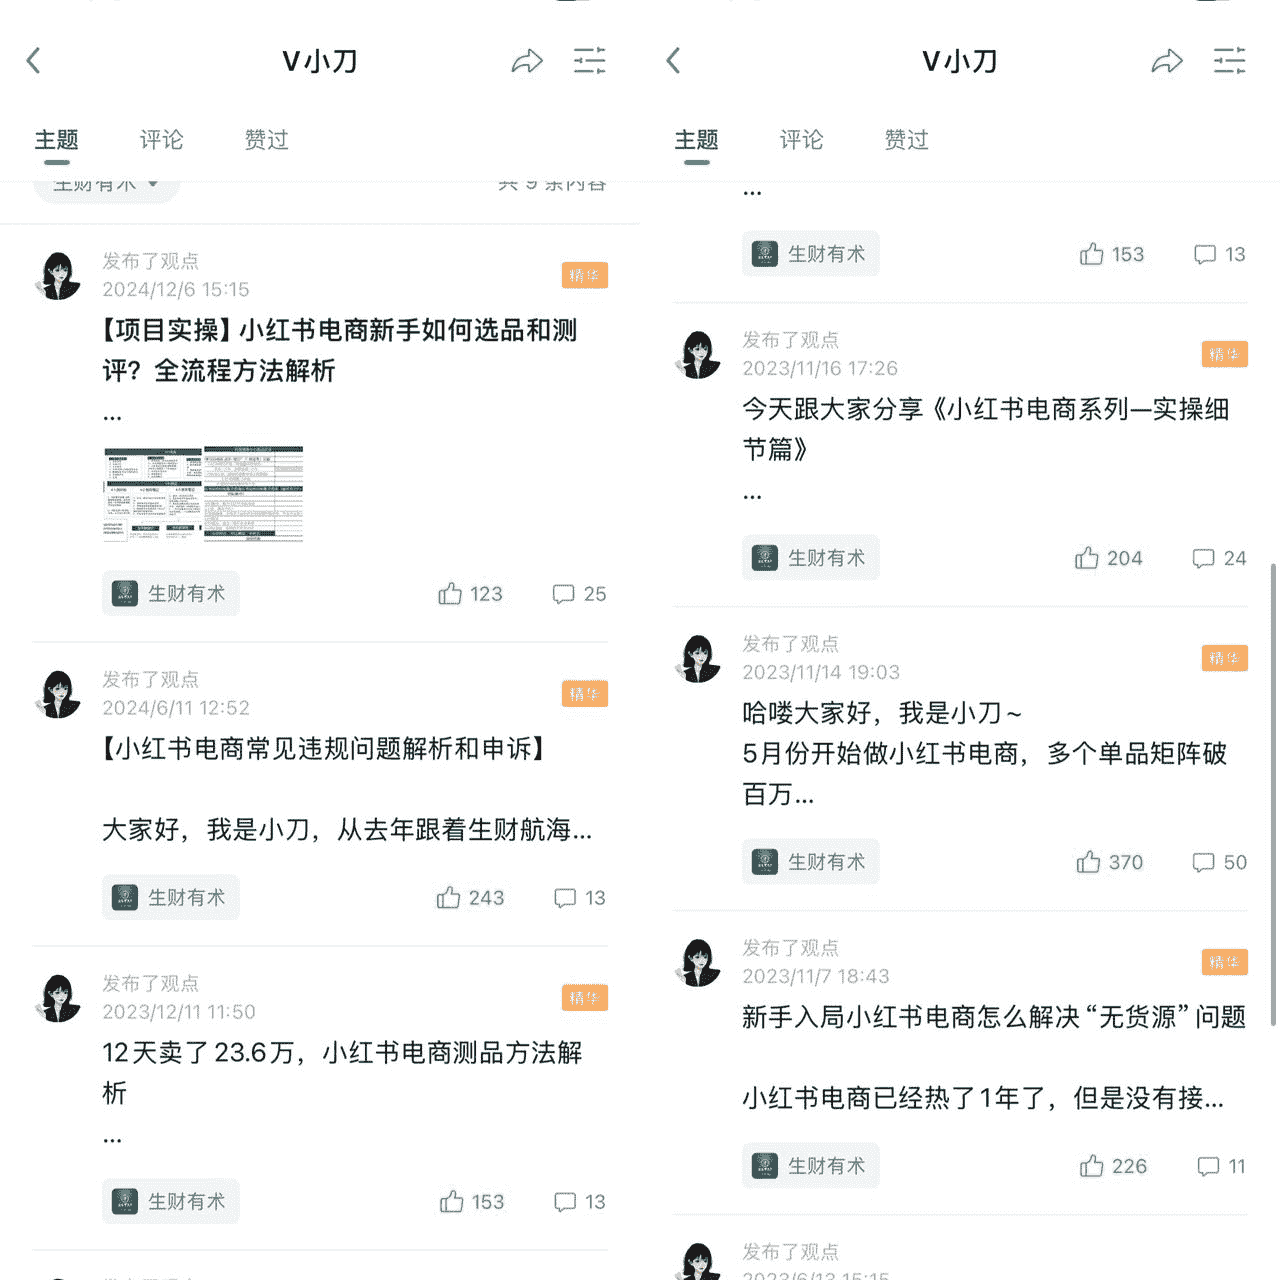 V小刀
主题
评论
赞过
生财有术
共 9 条内容
发布了观点
2024/12/6 15:15
精华
【项目实操】小红书电商新手如何选品和测
评？全流程方法解析
...
生财有术
123
25
发布了观点
2024/6/11 12:52
精华
【小红书电商常见违规问题解析和申诉】
大家好，我是小刀，从去年跟着生财航海...
生财有术
243
13
发布了观点
2023/12/11 11:50
精华
12天卖了23.6万，小红书电商测品方法解
析
...
生财有术
153
13
V小刀
主题
评论
赞过
...
生财有术
153
13
发布了观点
2023/11/16 17:26
精华
今天跟大家分享《小红书电商系列—实操细
节篇》
...
生财有术
204
24
发布了观点
2023/11/14 19:03
精华
哈喽大家好，我是小刀~
5月份开始做小红书电商，多个单品矩阵破
百万...
生财有术
370
50
发布了观点
2023/11/7 18:43
精华
新手入局小红书电商怎么解决“无货源”问题
小红书电商已经热了1年了，但是没有接...
生财有术
226
11
发布了观点
2023/6/13 15:15